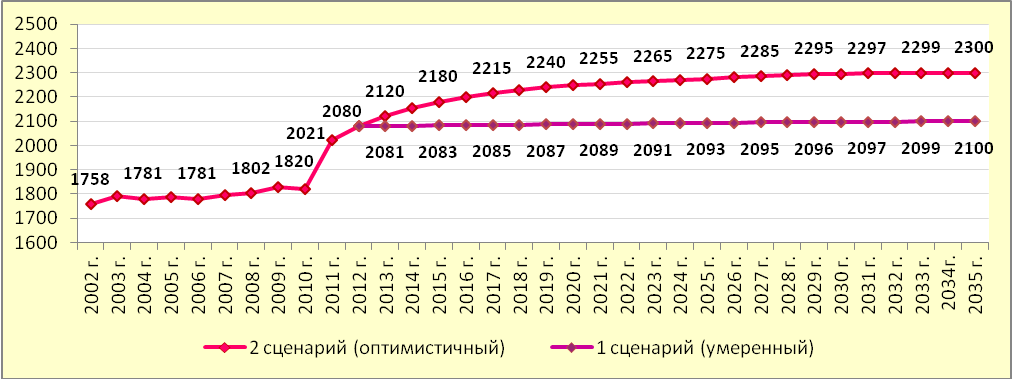 2500
2400
2300
2200
2100
2000
1900
1800
1700
1600
1758
1781
1781
1802
1820
2021
2080
2120
2180
2215
2240
2255
2265
2275
2285
2295
2297
2299
2300
2081
2083
2085
2087
2089
2091
2093
2095
2096
2097
2099
2100
2002 г.
2003 г.
2004 г.
2005 г.
2006 г.
2007 г.
2008 г.
2009 г.
2010 г.
2011 г.
2012 г.
2013 г.
2014 г.
2015 г.
2016 г.
2017 г.
2018 г.
2019 г.
2020 г.
2021 г.
2022 г.
2023 г.
2024 г.
2025 г.
2026 г.
2027 г.
2028 г.
2029 г.
2030 г.
2031 г.
2032 г.
2033 г.
2034г.
2035 г.
2 сценарий (оптимистичный)
1 сценарий (умеренный)